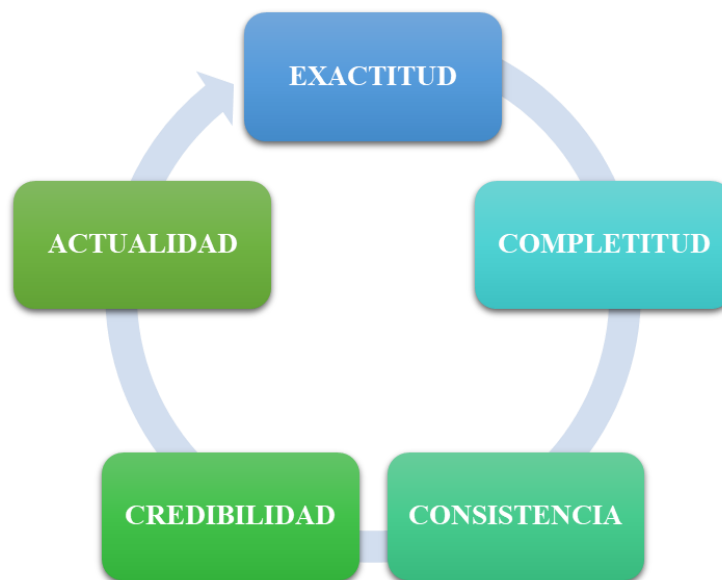 EXACTITUD
COMPLETITUD
CONSISTENCIA
CREDIBILIDAD
ACTUALIDAD